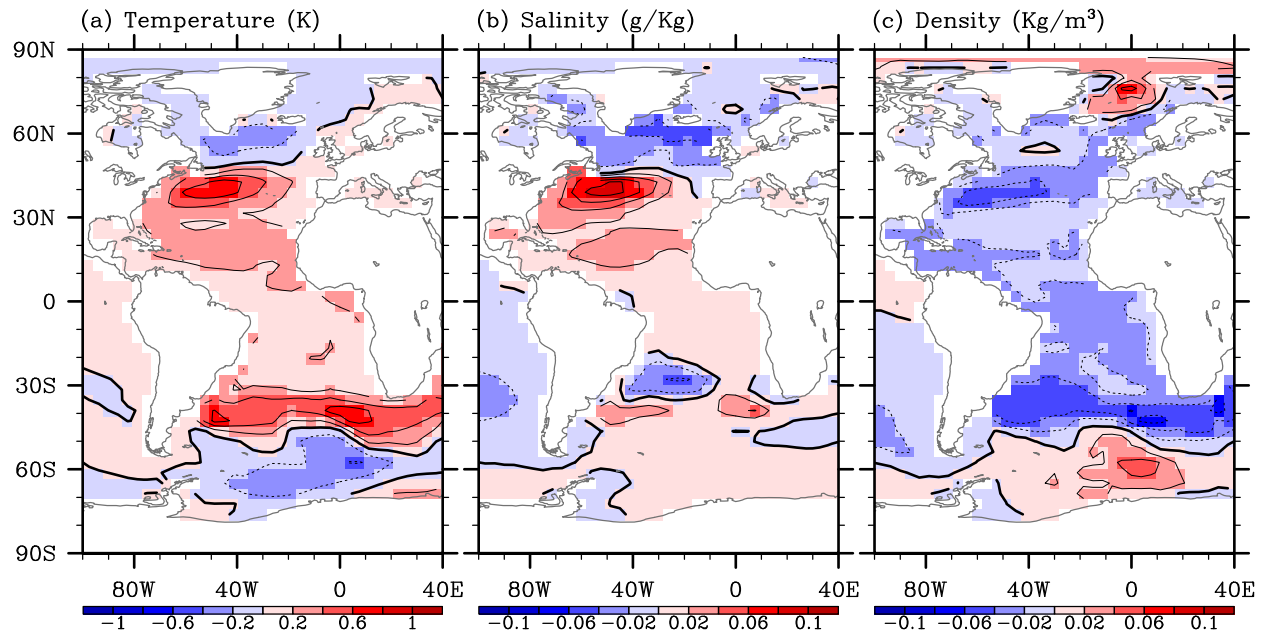 (a) Temperature (K)
(b) Salinity (g/Kg)
(c) Density (Kg/m³)
90N
60N
30N
0
30S
60S
90S
80W 40W 0 40E
80W 40W 0 40E
80W 40W 0 40E
−1 −0.6 −0.2 0.2 0.6 1
−0.1 −0.06 −0.02 0.02 0.06 0.1
−0.1 −0.06 −0.02 0.02 0.06 0.1